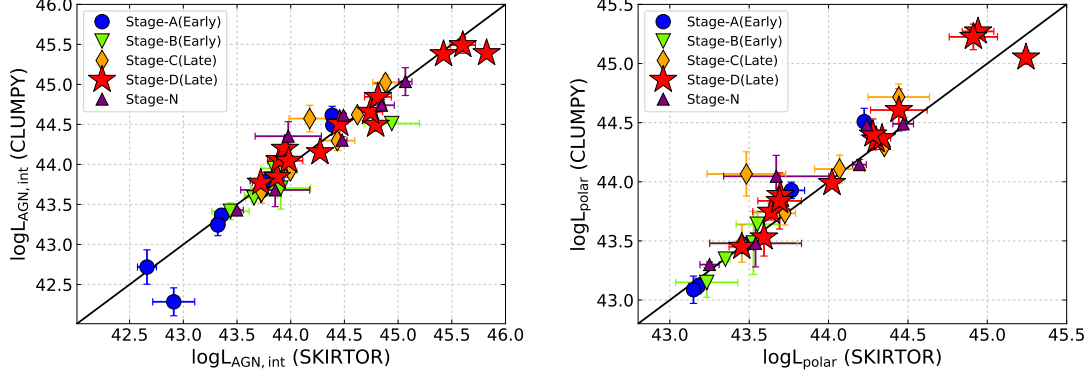 46.0
45.5
45.0
44.5
44.0
43.5
43.0
42.5
logL_AGN, int (CLUMPY)
Stage-A(Early)
Stage-B(Early)
Stage-C(Late)
Stage-D(Late)
Stage-N
42.5 43.0 43.5 44.0 44.5 45.0 45.5 46.0
logL_AGN, int (SKIRTOR)
45.5
45.0
44.5
44.0
43.5
43.0
logL_polar (CLUMPY)
Stage-A(Early)
Stage-B(Early)
Stage-C(Late)
Stage-D(Late)
Stage-N
43.0 43.5 44.0 44.5 45.0 45.5
logL_polar (SKIRTOR)